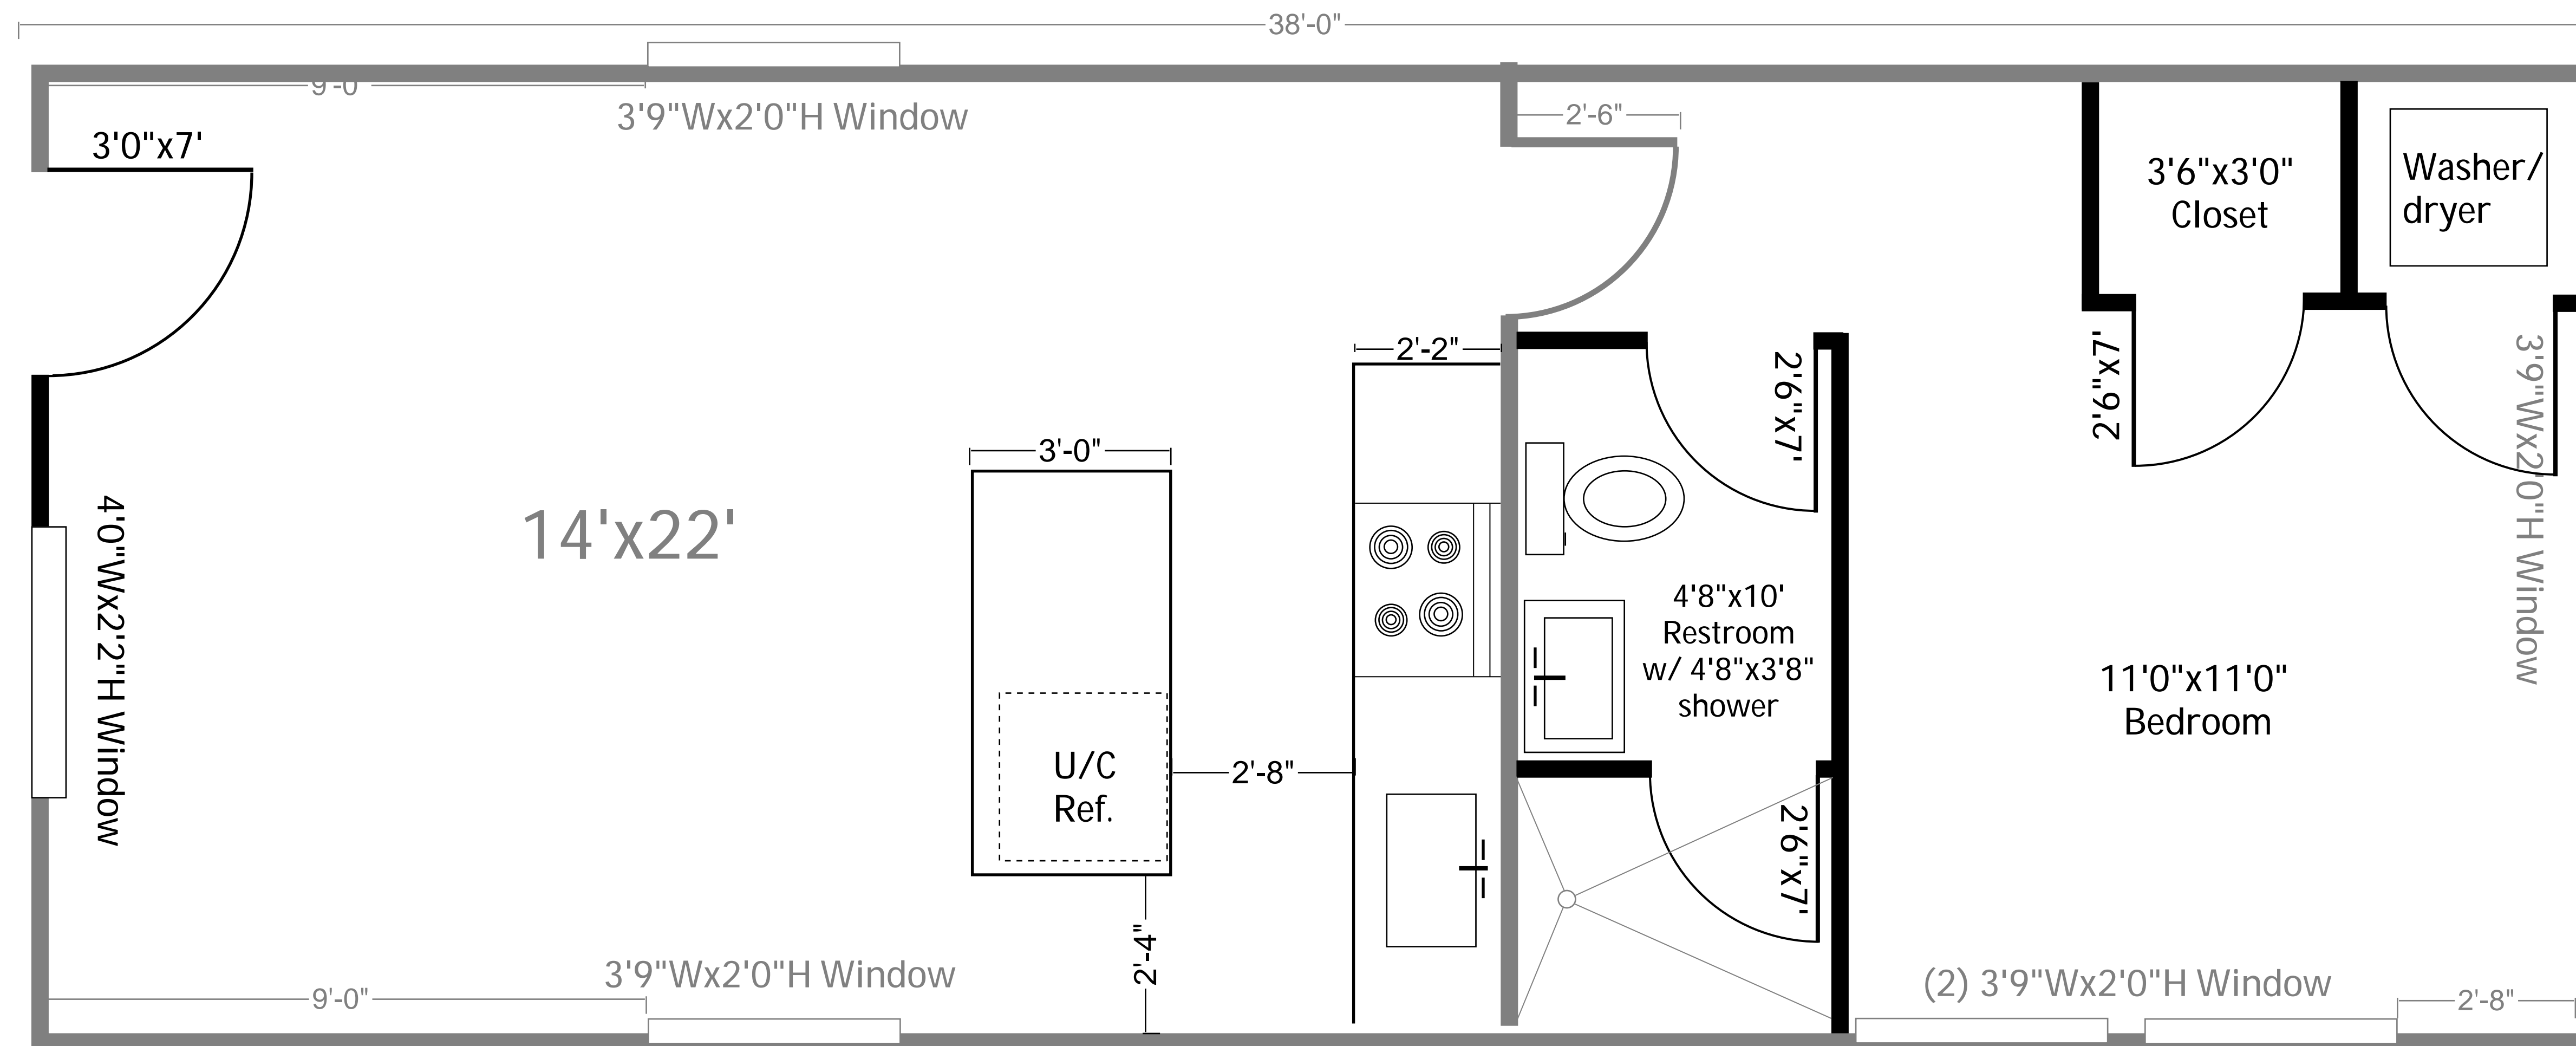 38'-0"
9'-0
3'9"Wx2'0"H Window
2'-6"
3'0"x7'
3'6"x3'0"
Closet
Washer/
dryer
2'-2"
2'6"x7'
2'6"x7'
3'9"Wx2'0"H Window
3'-0"
14'x22'
4'0"Wx2'2"H Window
4'8"x10'
Restroom
w/ 4'8"x3'8"
shower
11'0"x11'0"
Bedroom
U/C
Ref.
2'-8"
2'6"x7'
2'-4"
3'9"Wx2'0"H Window
(2) 3'9"Wx2'0"H Window
9'-0"
2'-8"